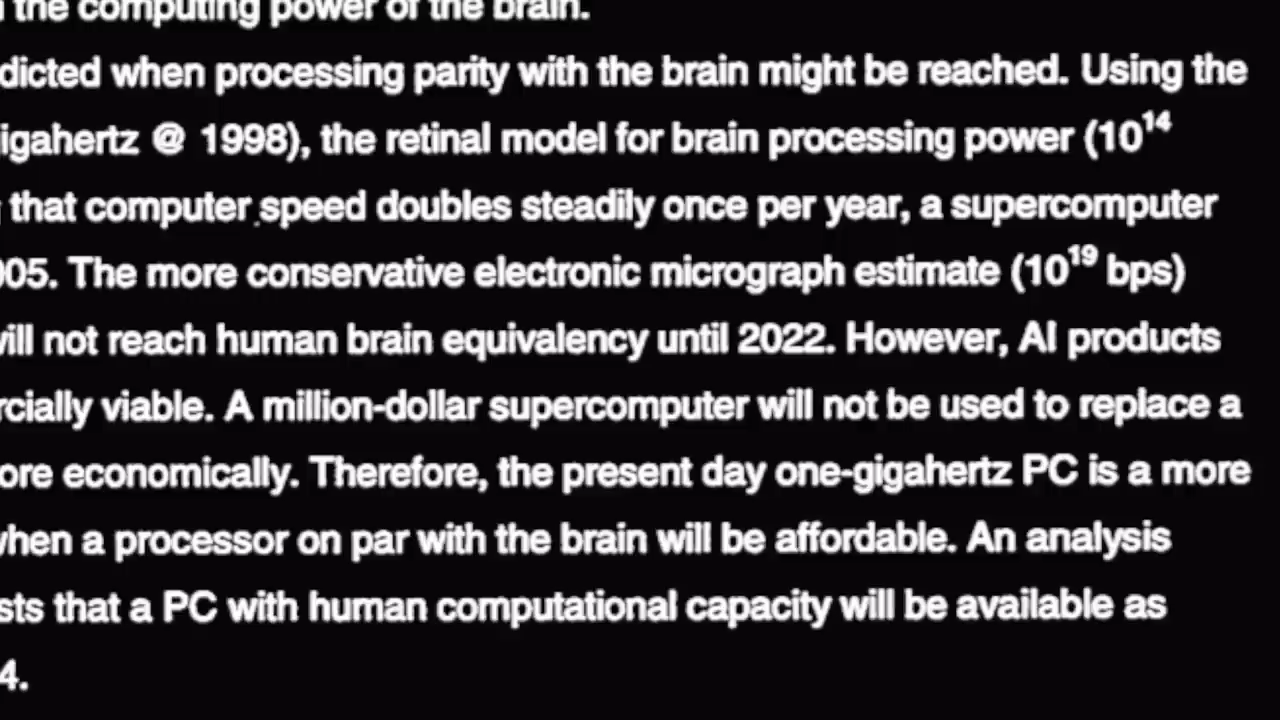 the computing power of the brain.
dicted when processing parity with the brain might be reached. Using the
igahertz @ 1998), the retinal model for brain processing power (10¹⁴
that computer speed doubles steadily once per year, a supercomputer
005. The more conservative electronic micrograph estimate (10¹⁹ bps)
will not reach human brain equivalency until 2022. However, AI products
rcially viable. A million-dollar supercomputer will not be used to replace a
ore economically. Therefore, the present day one-gigahertz PC is a more
when a processor on par with the brain will be affordable. An analysis
sts that a PC with human computational capacity will be available as
4.